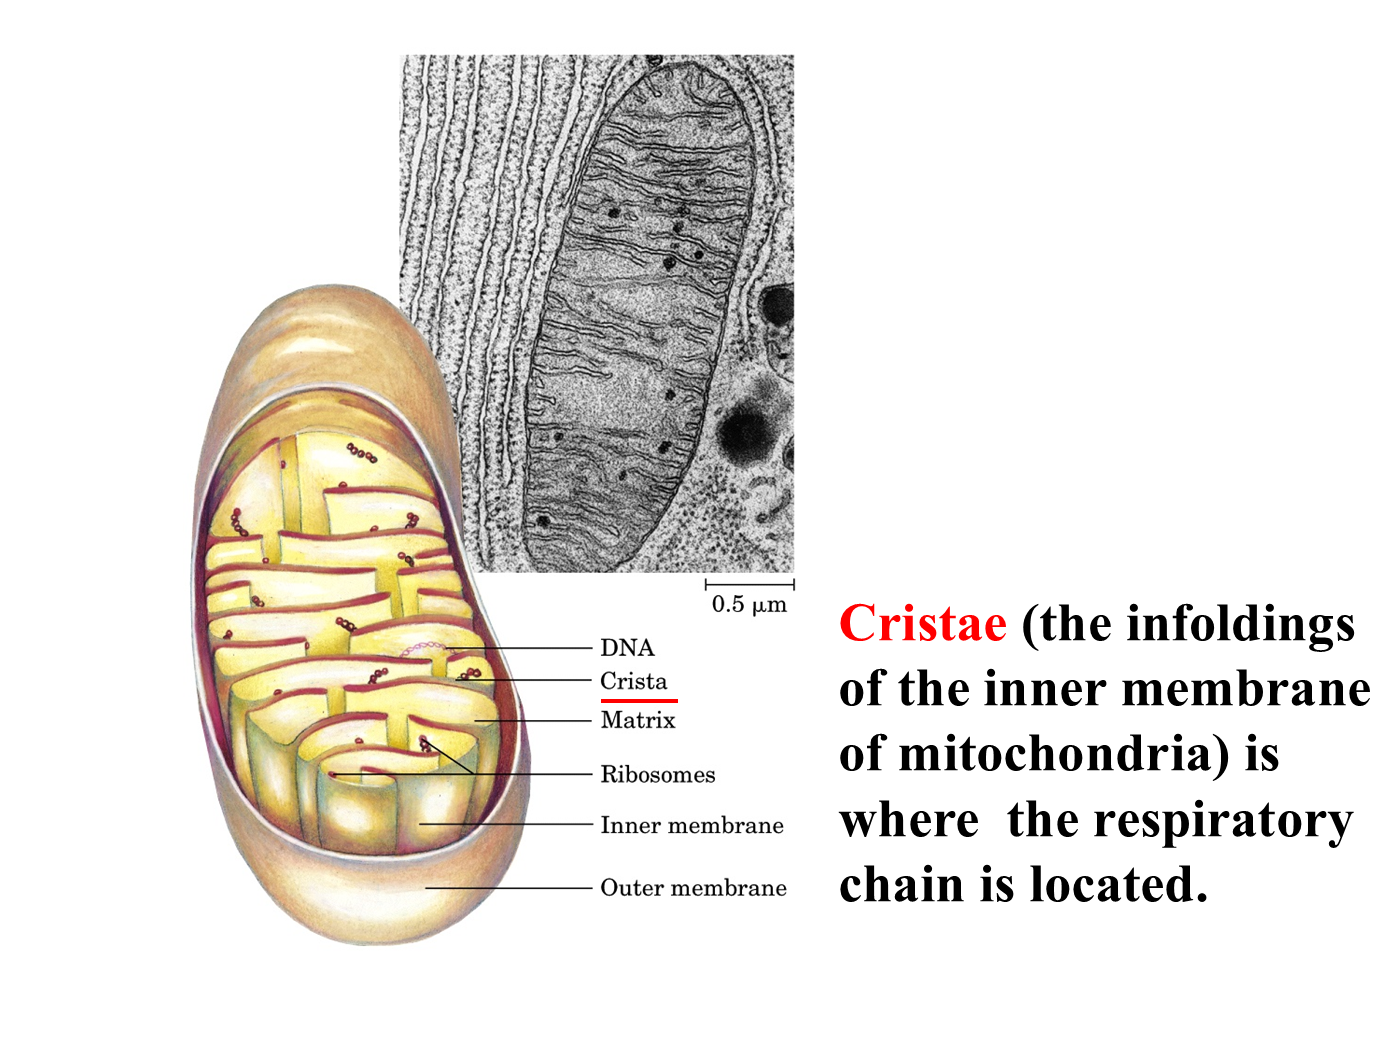 0.5 μm
DNA
Crista
Matrix
Ribosomes
Inner membrane
Outer membrane
Cristae (the infoldings
of the inner membrane
of mitochondria) is
where  the respiratory
chain is located.